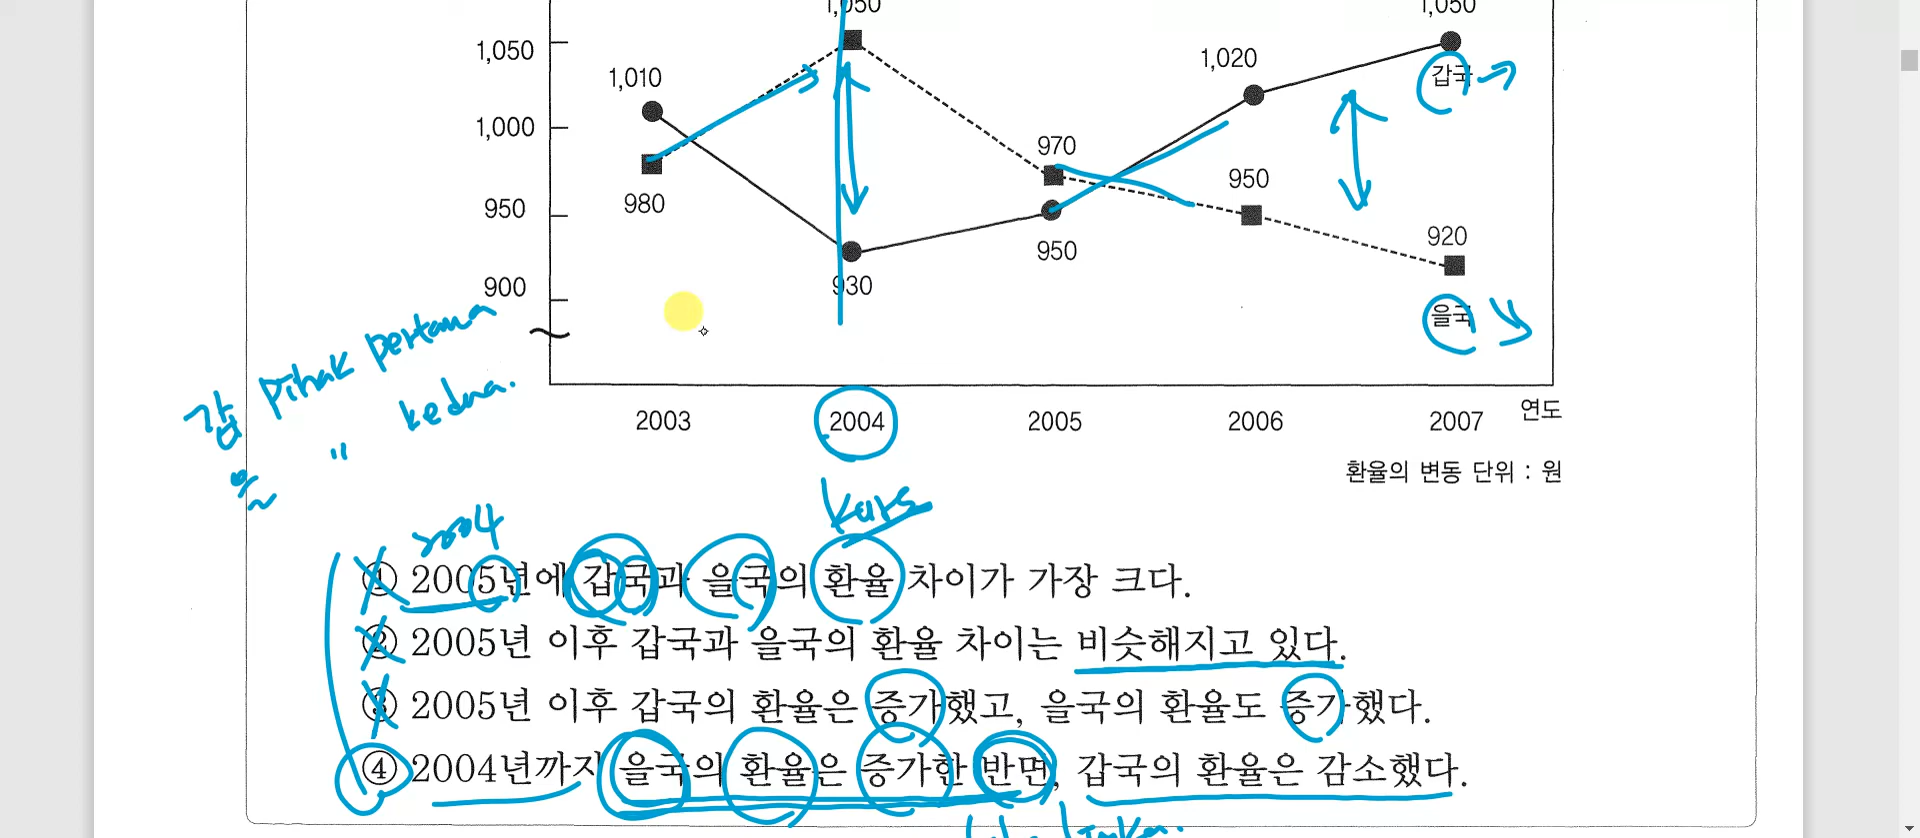 1,050 1,050
1,050
1,020
1,010 갑국
1,000
970
950
980 950
920
950
930
900
을국
갑 Pihak pertama
을 " kedua.
2003 2004 2005 2006 2007 연도
환율의 변동 단위 : 원
kurs
2004
① 2005년에 갑국과 을국의 환율 차이가 가장 크다.
② 2005년 이후 갑국과 을국의 환율 차이는 비슷해지고 있다.
③ 2005년 이후 갑국의 환율은 증가했고, 을국의 환율도 증가했다.
④ 2004년까지 을국의 환율은 증가한 반면, 갑국의 환율은 감소했다.